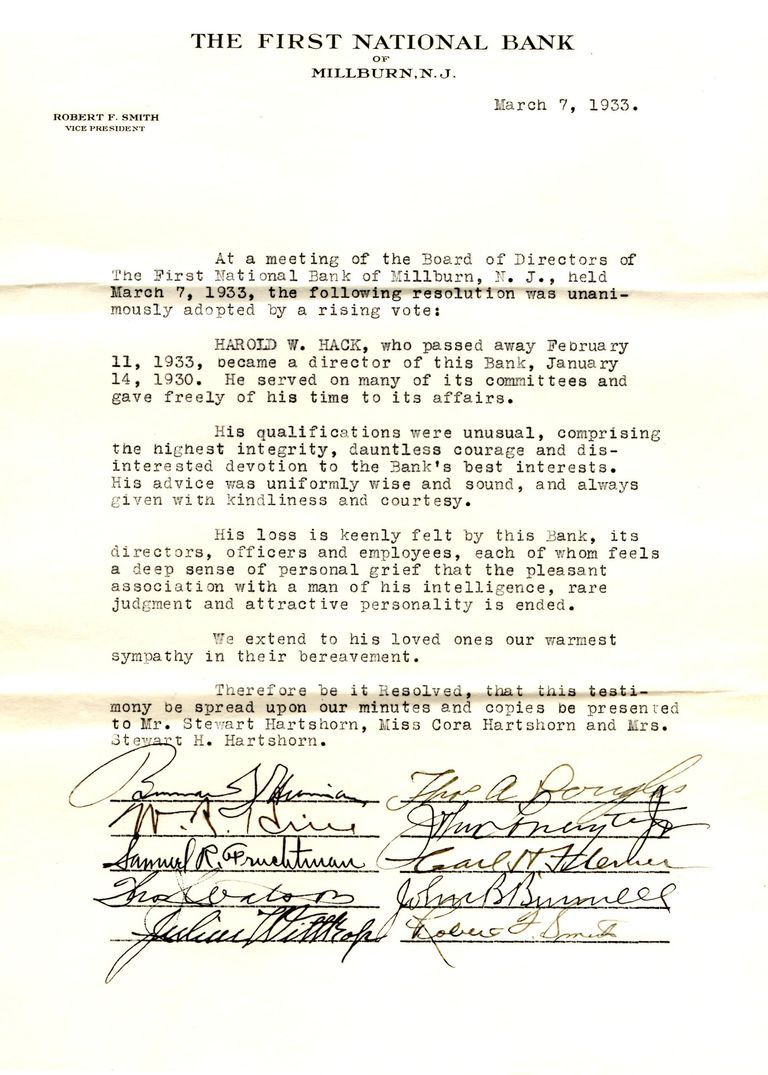 THE FIRST NATIONAL BANK
OF
MILLBURN, N. J.
March 7, 1933.
ROBERT F. SMITH
VICE PRESIDENT
At a meeting of the Board of Directors of
The First National Bank of Millburn, N. J., held
March 7, 1933, the following resolution was unani-
mously adopted by a rising vote:
HAROLD W. HACK, who passed away February
11, 1933, became a director of this Bank, January
14, 1930. He served on many of its committees and
gave freely of his time to its affairs.
His qualifications were unusual, comprising
the highest integrity, dauntless courage and dis-
interested devotion to the Bank's best interests.
His advice was uniformly wise and sound, and always
given with kindliness and courtesy.
His loss is keenly felt by this Bank, its
directors, officers and employees, each of whom feels
a deep sense of personal grief that the pleasant
association with a man of his intelligence, rare
judgment and attractive personality is ended.
We extend to his loved ones our warmest
sympathy in their bereavement.
Therefore be it Resolved, that this testi-
mony be spread upon our minutes and copies be presented
to Mr. Stewart Hartshorn, Miss Cora Hartshorn and Mrs.
Stewart H. Hartshorn.
Thos A Douglas
W.
Samuel R. Fruchtman
Carl H
Thos Watson
John B Bunnell
Julius Wittkop
Robert F. Smith